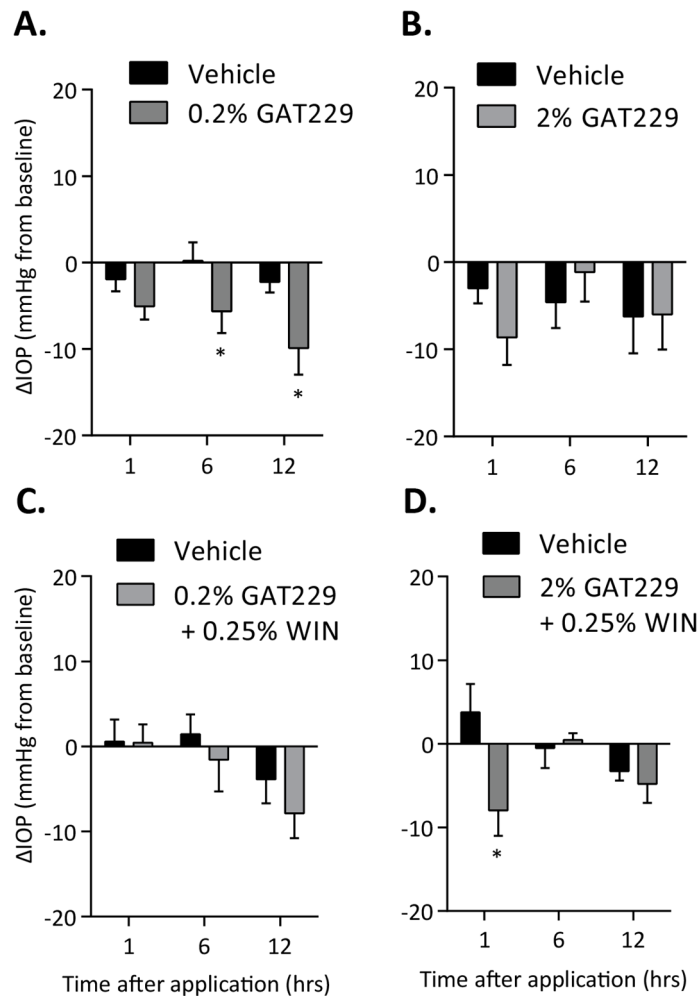 A.
Vehicle
0.2% GAT229
ΔIOP (mmHg from baseline)
20
10
0
-10
-20
*
*
1 6 12
B.
Vehicle
2% GAT229
20
10
0
-10
-20
1 6 12
C.
Vehicle
0.2% GAT229
+ 0.25% WIN
ΔIOP (mmHg from baseline)
20
10
0
-10
-20
1 6 12
Time after application (hrs)
D.
Vehicle
2% GAT229
+ 0.25% WIN
20
10
0
-10
-20
*
1 6 12
Time after application (hrs)